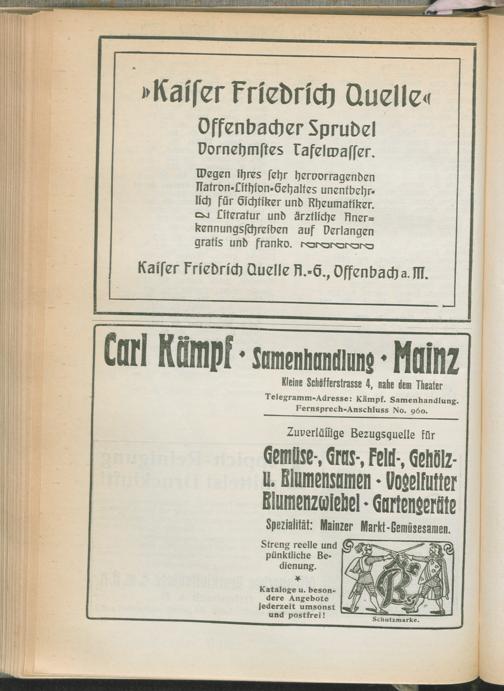 »Kaiser Friedrich Quelle«
Offenbacher Sprudel
Vornehmstes Tafelwasser.
Wegen Ihres sehr hervorragenden
Natron-Lithion-Gehaltes unentbehr-
lich für Gichtiker und Rheumatiker.
Literatur und ärztliche Aner-
kennungsschreiben auf Verlangen
gratis und franko.
Kaiser Friedrich Quelle A.-G., Offenbach a. M.
Carl Kämpf · Samenhandlung · Mainz
Kleine Schöfferstrasse 4, nahe dem Theater
Telegramm-Adresse: Kämpf. Samenhandlung.
Fernsprech-Anschluss No. 960.
Zuverlässige Bezugsquelle für
Gemüse-, Gras-, Feld-, Gehölz-
u. Blumensamen · Vogelfutter
Blumenzwiebel · Gartengeräte
Spezialität: Mainzer Markt-Gemüsesamen.
Streng reelle und
pünktliche Be-
dienung.
*
Kataloge u. beson-
dere Angebote
jederzeit umsonst
und postfrei!
Schutzmarke.